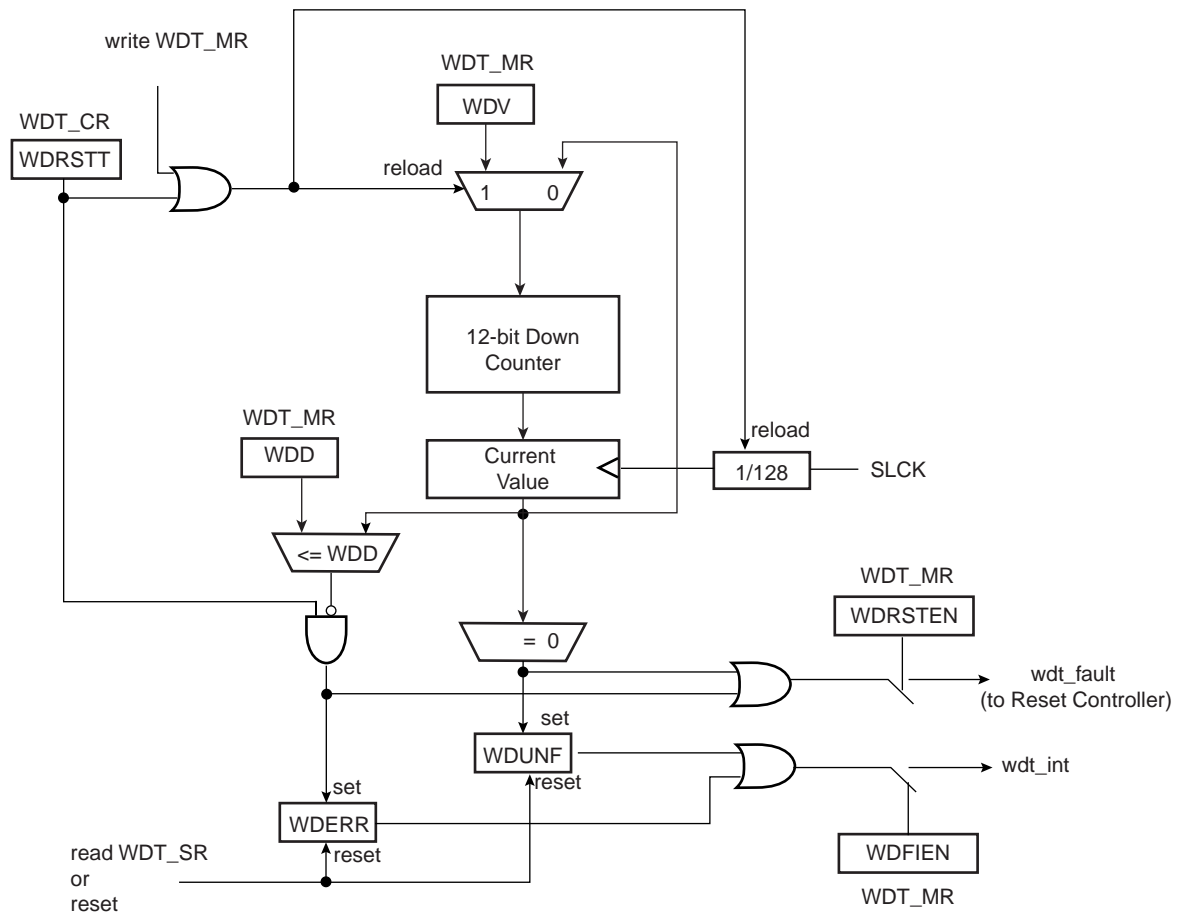 write WDT_MR
WDT_MR
WDV
WDT_CR
WDRSTT
reload
1 0
12-bit Down
Counter
WDT_MR
WDD
reload
Current
Value
1/128
SLCK
<= WDD
WDT_MR
WDRSTEN
= 0
wdt_fault
(to Reset Controller)
set
WDUNF
reset
wdt_int
set
WDERR
reset
WDFIEN
WDT_MR
read WDT_SR
or
reset